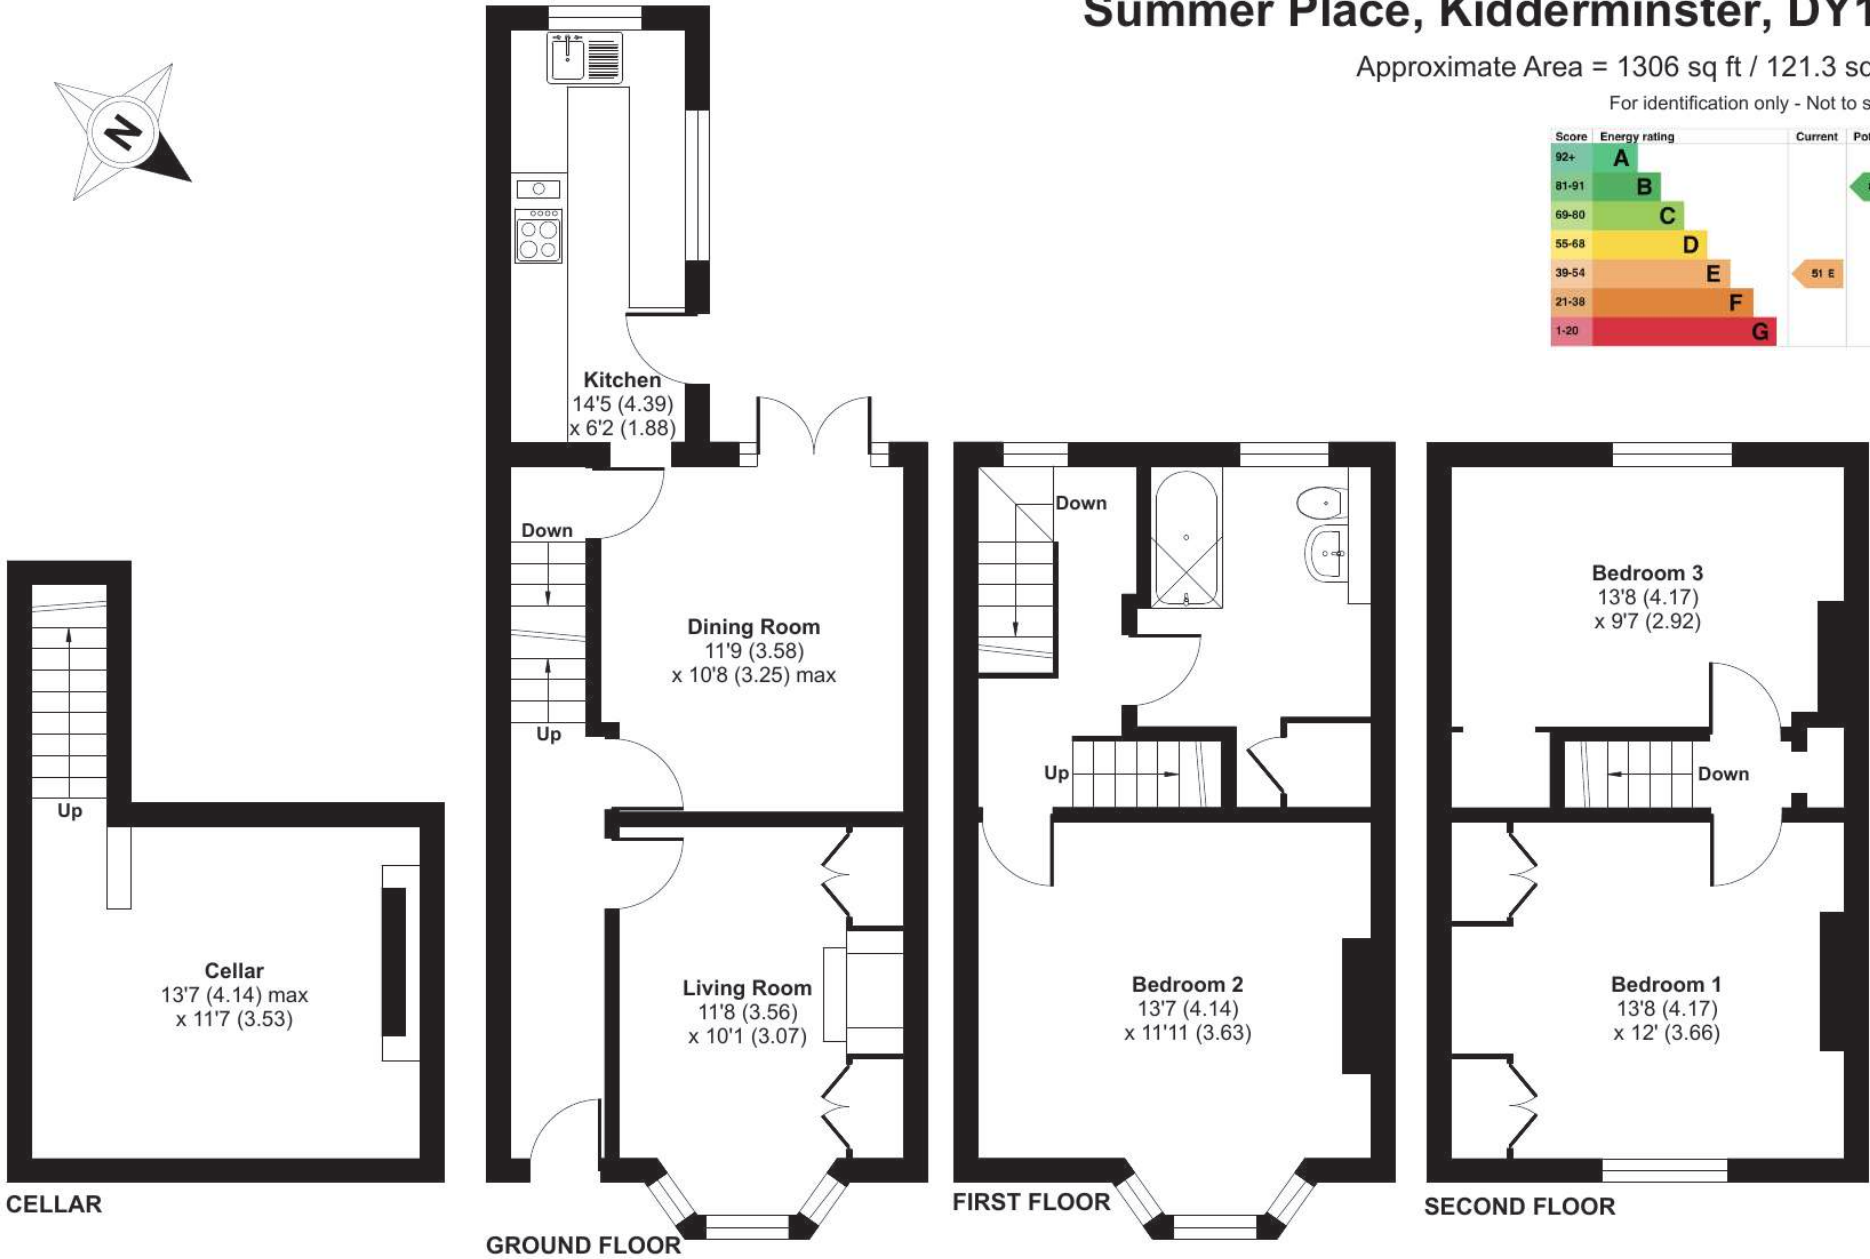 Summer Place, Kidderminster, DY1
Approximate Area = 1306 sq ft / 121.3 sq
For identification only - Not to s
Score Energy rating Current
92+ A
81-91 B
69-80 C
55-68 D
39-54 E 51 E
21-38 F
1-20 G
N
Kitchen
14'5 (4.39)
x 6'2 (1.88)
Down
Up
Dining Room
11'9 (3.58)
x 10'8 (3.25) max
Living Room
11'8 (3.56)
x 10'1 (3.07)
GROUND FLOOR
Up
Cellar
13'7 (4.14) max
x 11'7 (3.53)
CELLAR
Down
Up
Bedroom 2
13'7 (4.14)
x 11'11 (3.63)
FIRST FLOOR
Bedroom 3
13'8 (4.17)
x 9'7 (2.92)
Down
Bedroom 1
13'8 (4.17)
x 12' (3.66)
SECOND FLOOR